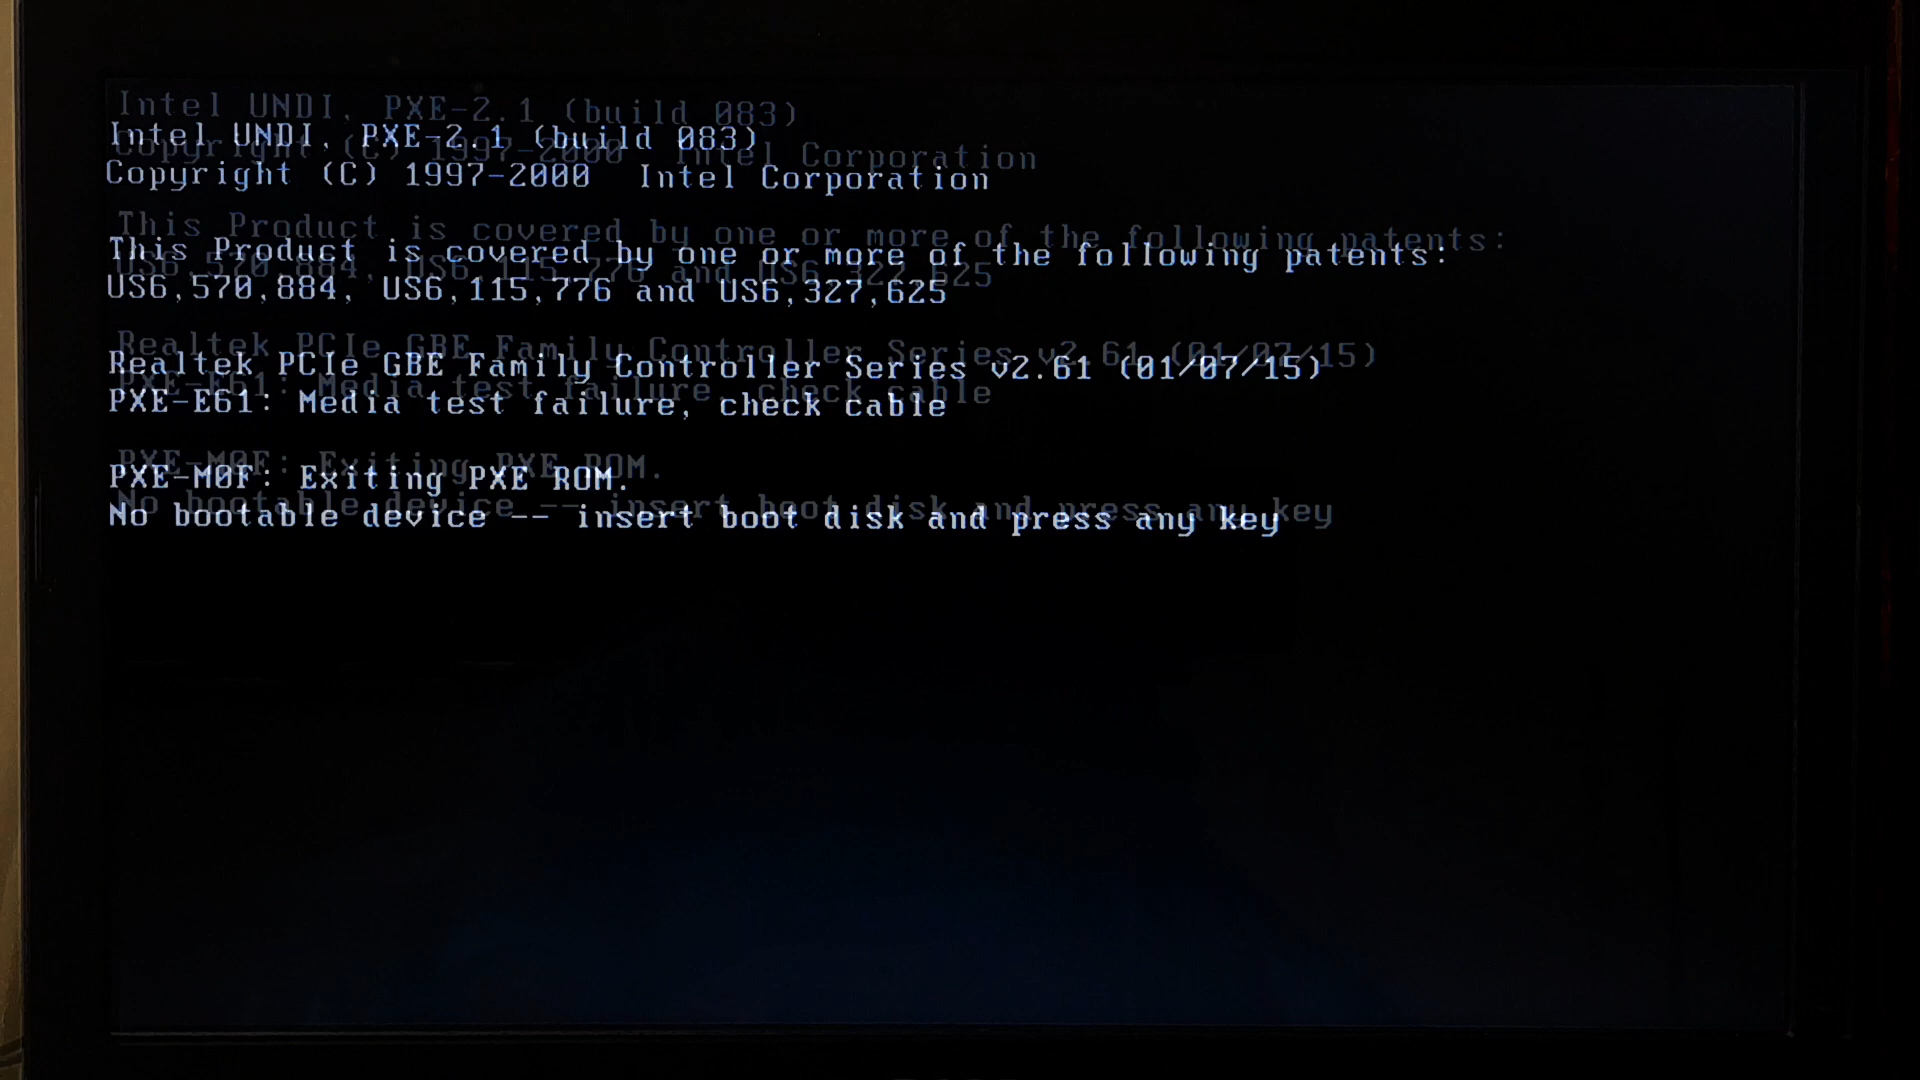 Intel UNDI, PXE-2.1 (build 083)
Copyright (C) 1997-2000  Intel Corporation
This Product is covered by one or more of the following patents:
US6,570,884, US6,115,776 and US6,327,625
Realtek PCIe GBE Family Controller Series v2.61 (01/07/15)
PXE-E61: Media test failure, check cable
PXE-M0F: Exiting PXE ROM.
No bootable device -- insert boot disk and press any key